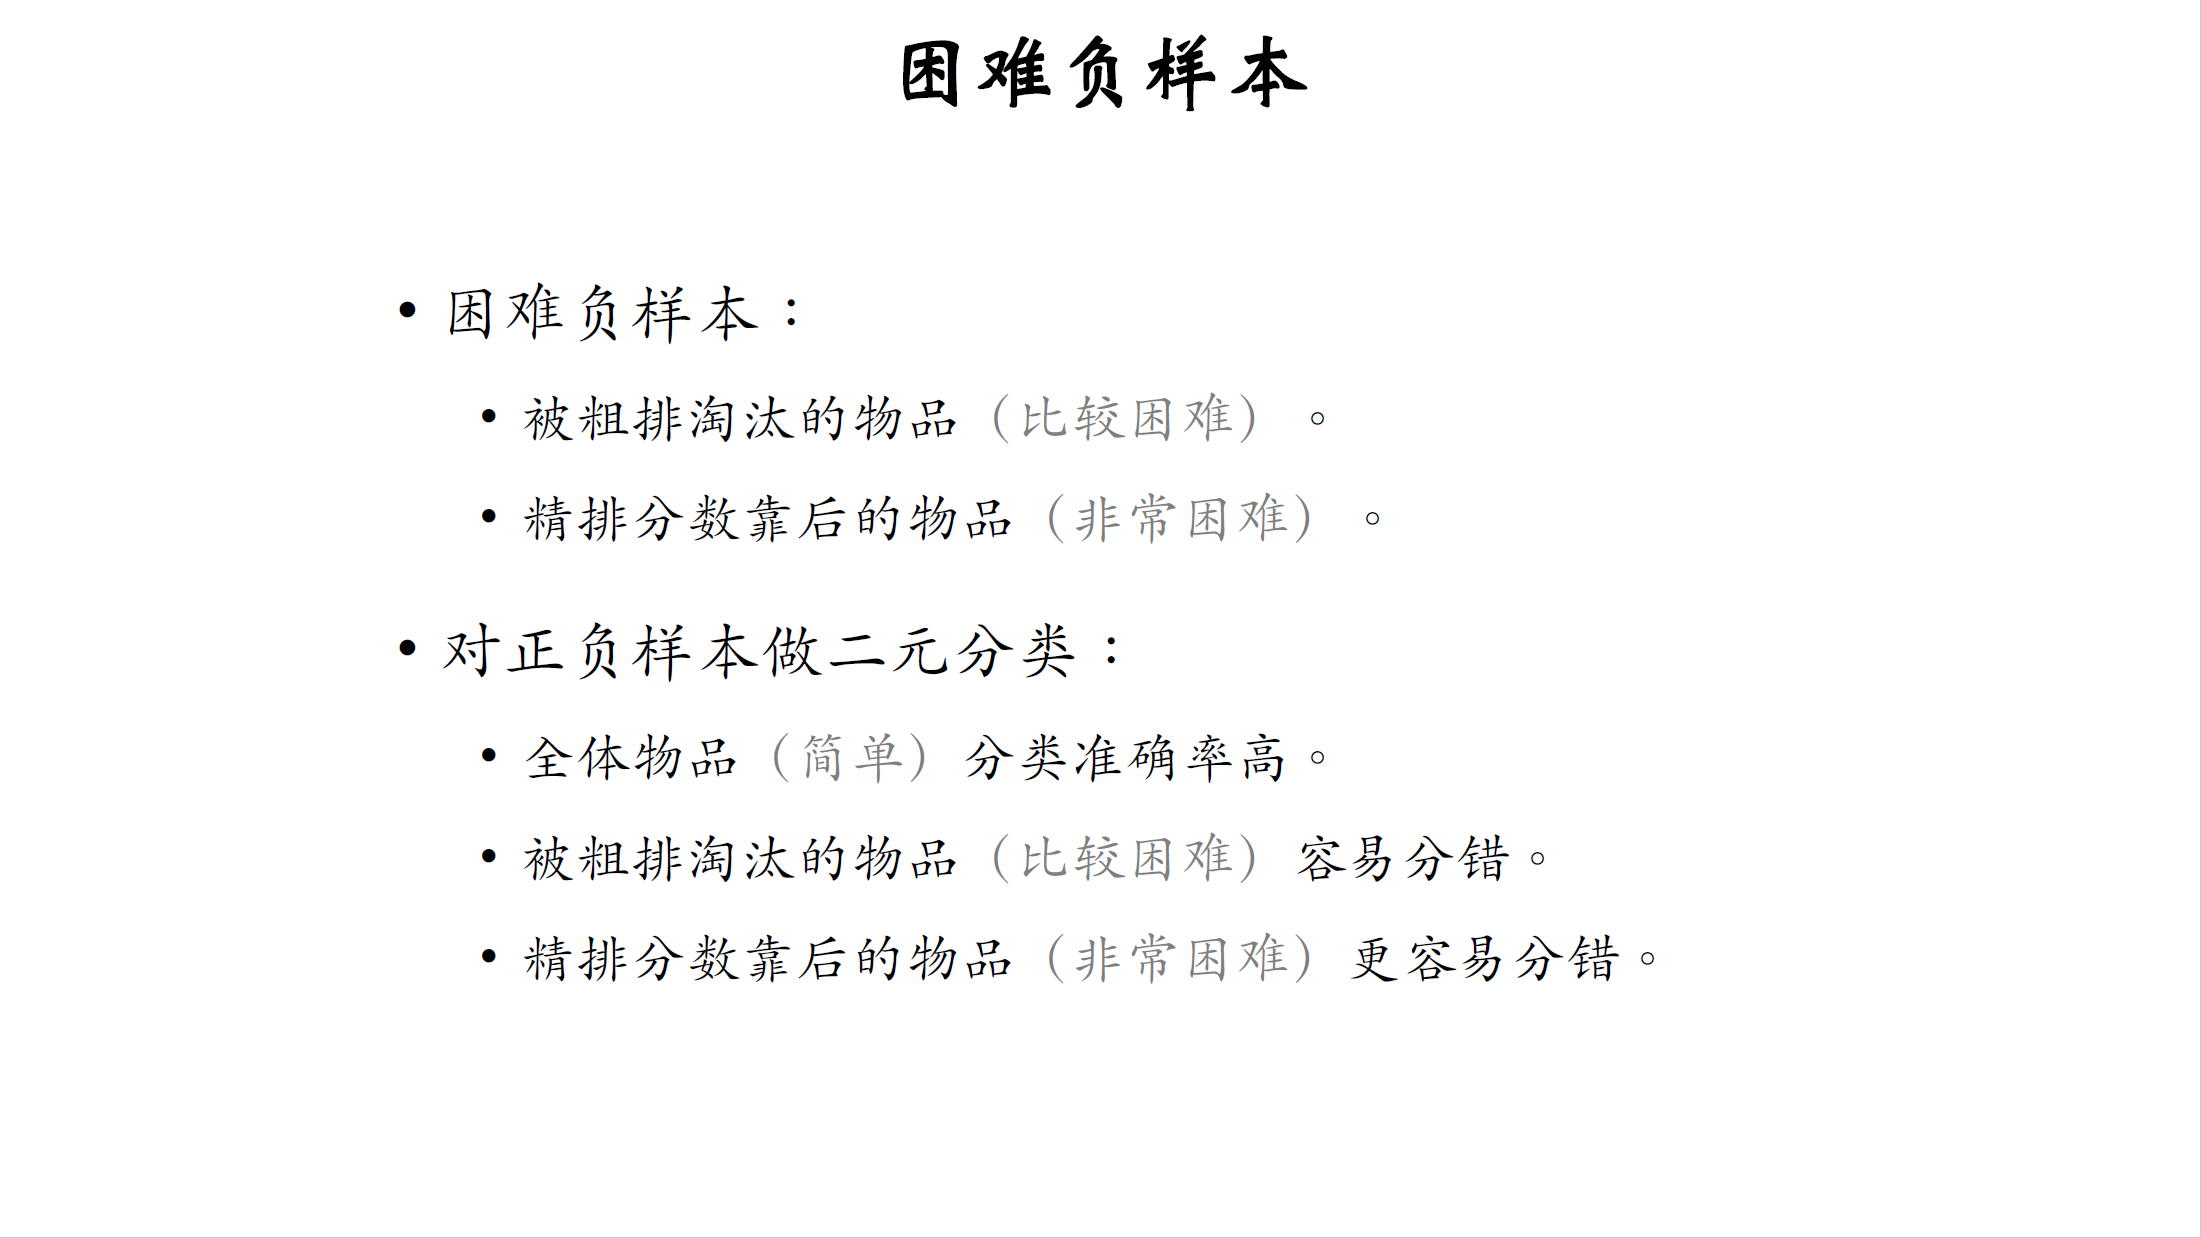 困难负样本
• 困难负样本：
• 被粗排淘汰的物品（比较困难）。
• 精排分数靠后的物品（非常困难）。
• 对正负样本做二元分类：
• 全体物品（简单）分类准确率高。
• 被粗排淘汰的物品（比较困难）容易分错。
• 精排分数靠后的物品（非常困难）更容易分错。